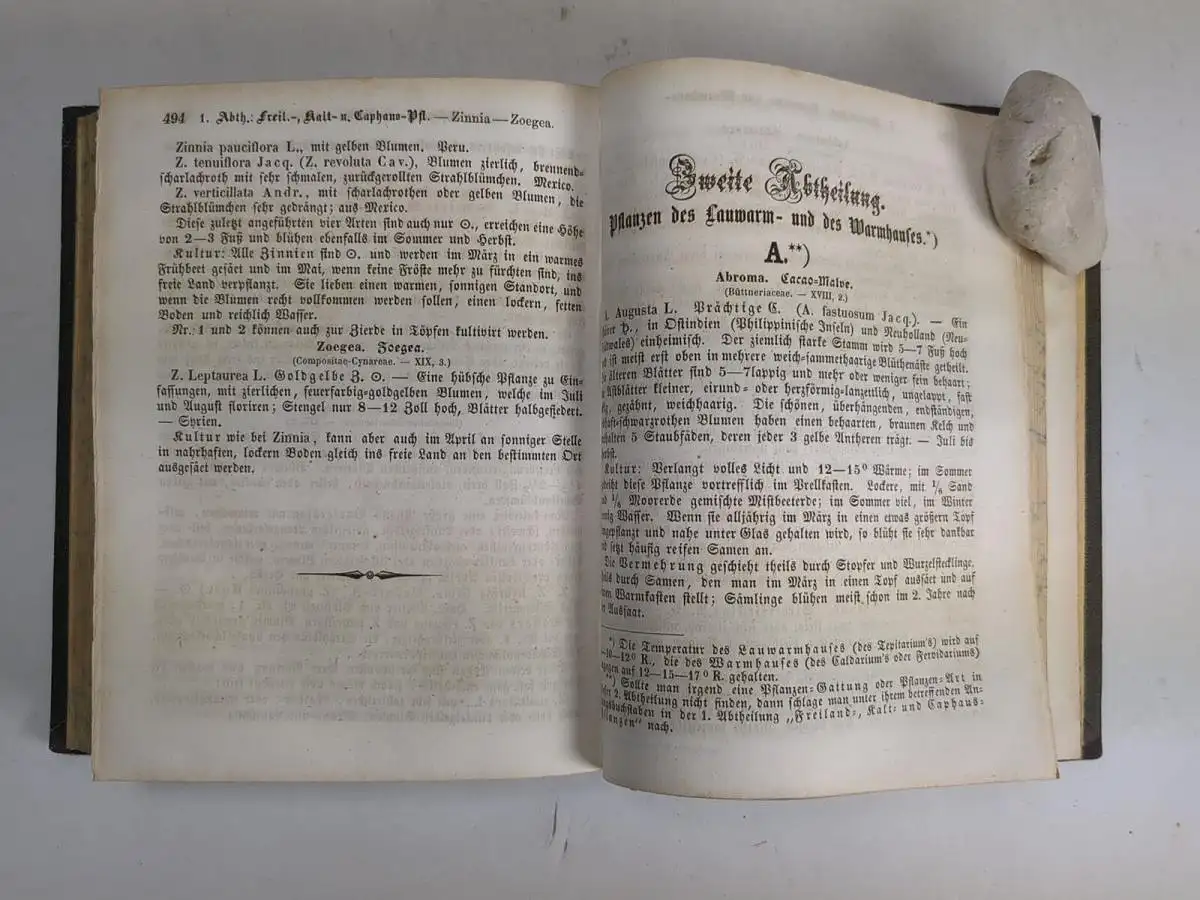 494 1. Abth.: Freil.-, Kalt- u. Caphaus-Pfl. — Zinnia — Zoegea.
Zinnia pauciflora L., mit gelben Blumen. Peru.
Z. tenuiflora Jacq. (Z. revoluta Cav.), Blumen zierlich, brennend-
scharlachroth mit sehr schmalen, zurückgerollten Strahlblümchen. Mexico.
Z. verticillata Andr., mit scharlachrothen oder gelben Blumen, die
Strahlblümchen sehr gedrängt; aus Mexico.
Diese zuletzt angeführten vier Arten sind auch nur ⊙., erreichen eine Höhe
von 2—3 Fuß und blühen ebenfalls im Sommer und Herbst.
Kultur: Alle Zinnien sind ⊙. und werden im März in ein warmes
Frühbeet gesäet und im Mai, wenn keine Fröste mehr zu fürchten sind, ins
freie Land verpflanzt. Sie lieben einen warmen, sonnigen Standort, und
wenn die Blumen recht vollkommen werden sollen, einen lockern, fetten
Boden und reichlich Wasser.
Nr. 1 und 2 können auch zur Zierde in Töpfen kultivirt werden.
Zoegea. Zoegea.
(Compositae-Cynareae. — XIX, 3.)
Z. Leptaurea L. Goldgelbe Z. ⊙. — Eine hübsche Pflanze zu Ein-
fassungen, mit zierlichen, feuerfarbig-goldgelben Blumen, welche im Juli
und August floriren; Stengel nur 8—12 Zoll hoch, Blätter halbgefiedert.
— Syrien.
Kultur wie bei Zinnia, kann aber auch im April an sonniger Stelle
in nahrhaften, lockern Boden gleich ins freie Land an den bestimmten Ort
ausgesäet werden.
Zweite Abtheilung.
Pflanzen des Lauwarm- und des Warmhauses.*)
A.**)
Abroma. Cacao-Malve.
(Büttneriaceae. — XVIII, 2.)
1. Augusta L. Prächtige C. (A. fastuosum Jacq.). — Ein
ħ., in Ostindien (Philippinische Inseln) und Neuholland (Neu-
einheimisch. Der ziemlich starke Stamm wird 5—7 Fuß hoch
ist meist erst oben in mehrere weich-sammethaarige Blüthenäste getheilt.
älteren Blätter sind 5—7lappig und mehr oder weniger fein behaart;
Astblätter kleiner, eirund- oder herzförmig-lanzettlich, ungelappt, fast
gezähnt, weichhaarig. Die schönen, überhängenden, endständigen,
schwarzrothen Blumen haben einen behaarten, braunen Kelch und
5 Staubfäden, deren jeder 3 gelbe Antheren trägt. — Juli bis
Kultur: Verlangt volles Licht und 12—15° Wärme; im Sommer
diese Pflanze vortrefflich im Prellkasten. Lockere, mit 1/6 Sand
1/6 Moorerde gemischte Mistbeeterde; im Sommer viel, im Winter
Wasser. Wenn sie alljährig im März in einen etwas größern Topf
und nahe unter Glas gehalten wird, so blüht sie sehr dankbar
und setzt häufig reifen Samen an.
Die Vermehrung geschieht theils durch Stopfer und Wurzelstecklinge,
durch Samen, den man im März in einen Topf aussäet und auf
Warmkasten stellt; Sämlinge blühen meist schon im 2. Jahre nach
der Aussaat.
*) Die Temperatur des Lauwarmhauses (des Tepitarium's) wird auf
10—12° R., die des Warmhauses (des Caldarium's oder Fervidariums)
auf 12—15—17° R. gehalten.
**) Sollte man irgend eine Pflanzen-Gattung oder Pflanzen-Art in
2. Abtheilung nicht finden, dann schlage man unter ihrem betreffenden An-
in der 1. Abtheilung „Freiland-, Kalt- und Caphaus-
Pflanzen" nach.